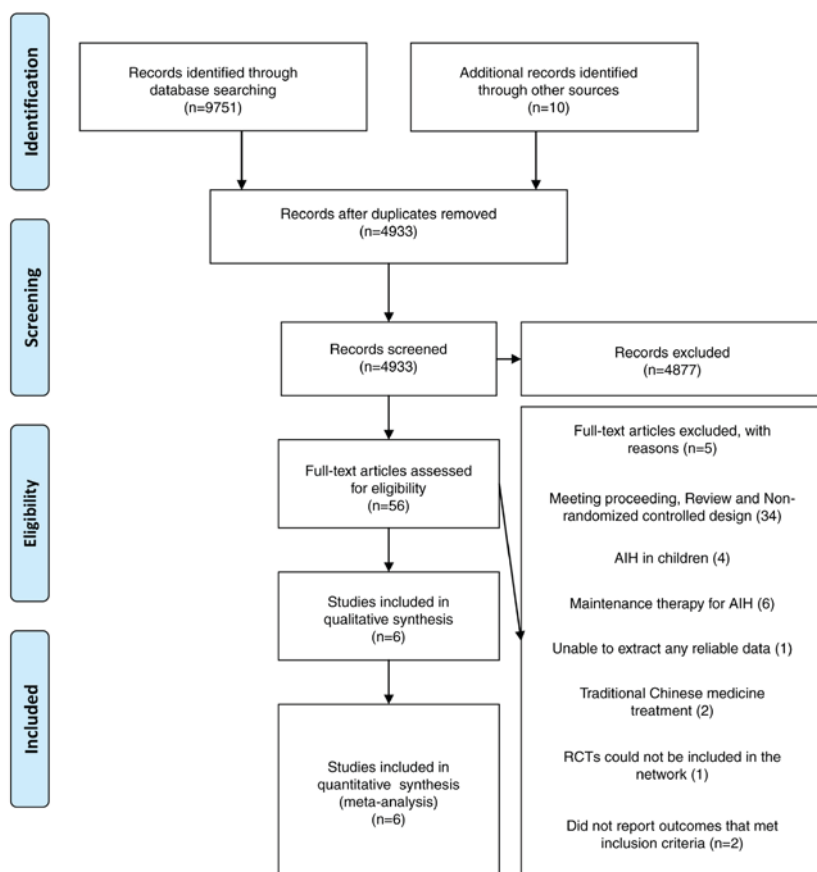 Identification
Records identified through
database searching
(n=9751)
Additional records identified
through other sources
(n=10)
Records after duplicates removed
(n=4933)
Screening
Records screened
(n=4933)
Records excluded
(n=4877)
Eligibility
Full-text articles assessed
for eligibility
(n=56)
Full-text articles excluded, with
reasons (n=5)
Meeting proceeding, Review and Non-
randomized controlled design (34)
AIH in children (4)
Maintenance therapy for AIH (6)
Unable to extract any reliable data (1)
Traditional Chinese medicine
treatment (2)
RCTs could not be included in the
network (1)
Did not report outcomes that met
inclusion criteria (n=2)
Studies included in
qualitative synthesis
(n=6)
Included
Studies included in
quantitative synthesis
(meta-analysis)
(n=6)